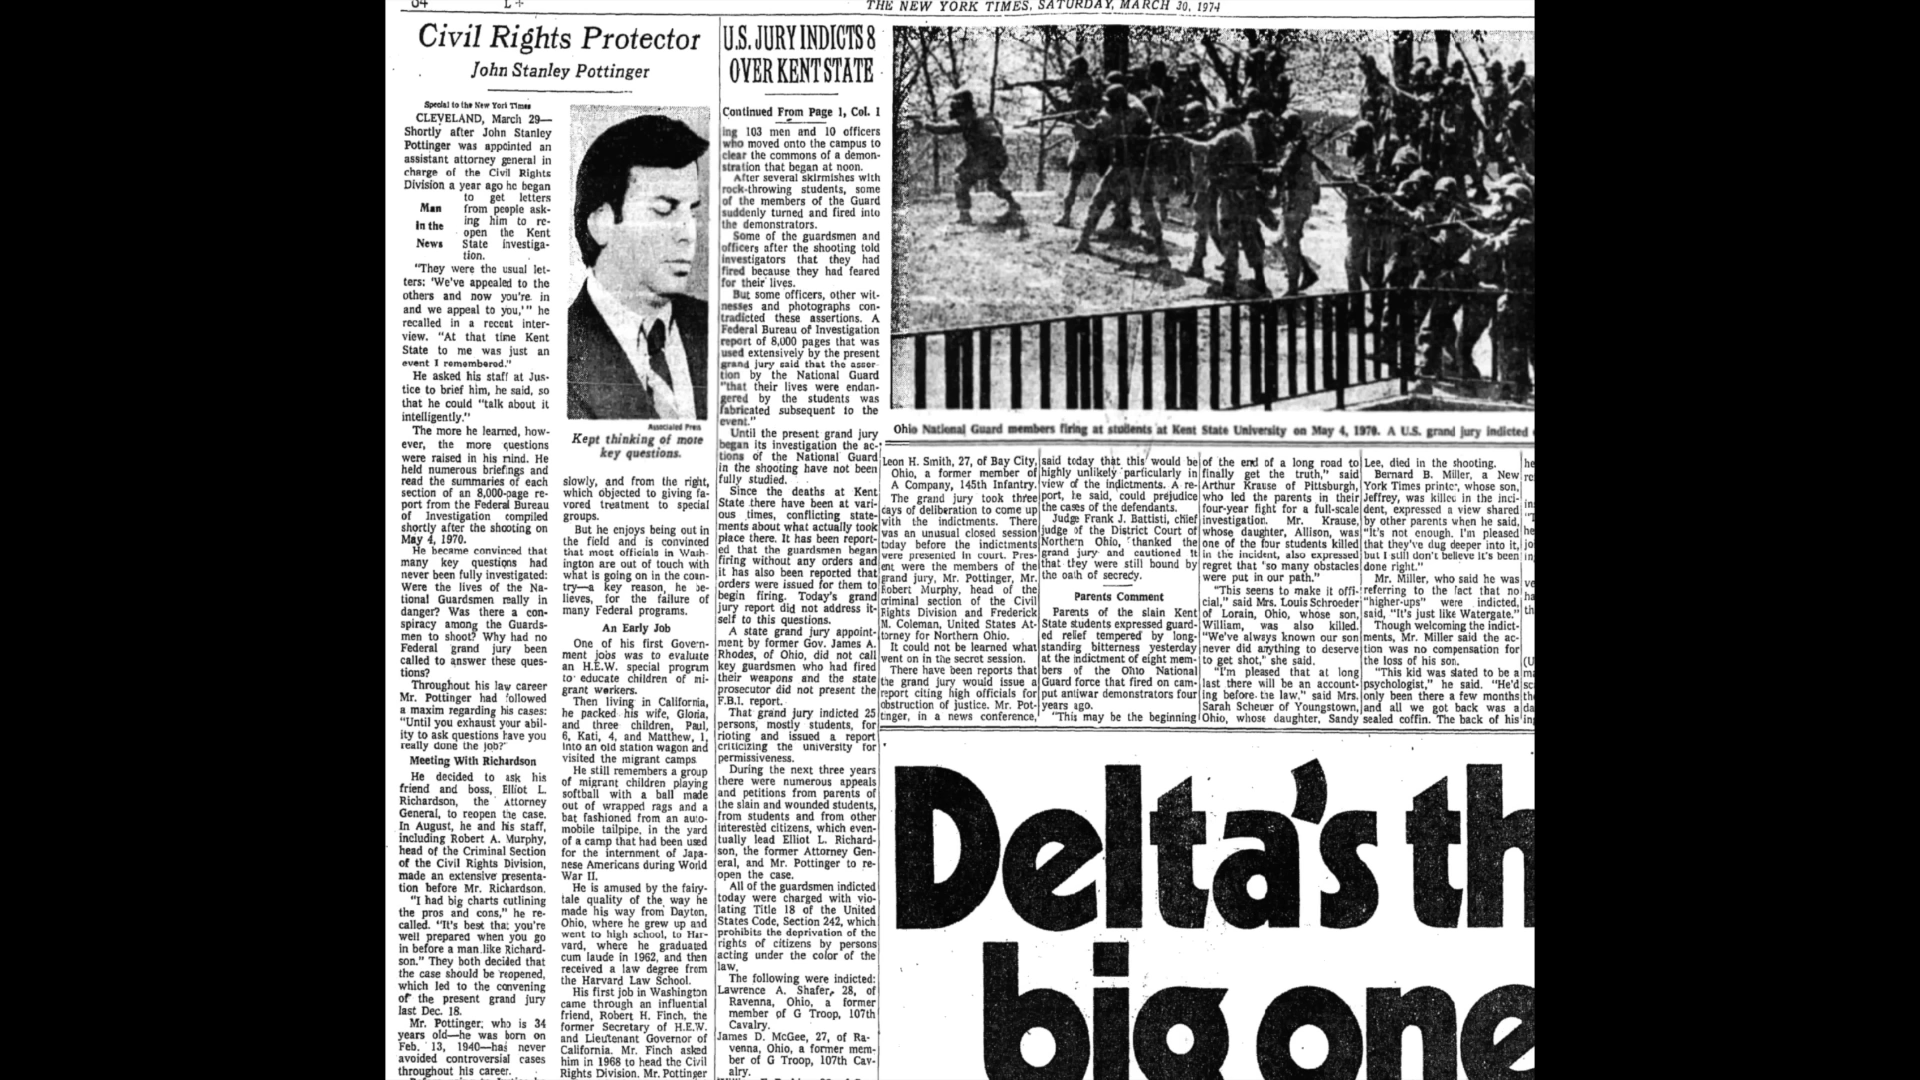 64
L+
THE NEW YORK TIMES, SATURDAY, MARCH 30, 1974
Civil Rights Protector
John Stanley Pottinger
Special to the New York Times
CLEVELAND, March 29—
Shortly after John Stanley
Pottinger was appointed an
assistant attorney general in
charge of the Civil Rights
Division a year ago he began
to get letters
from people ask-
ing him to re-
open the Kent
State investiga-
tion.
Man
in the
News
"They were the usual let-
ters: 'We've appealed to the
others and now you're in
and we appeal to you,'" he
recalled in a recent inter-
view. "At that time Kent
State to me was just an
event I remembered."
He asked his staff at Jus-
tice to brief him, he said, so
that he could "talk about it
intelligently."
The more he learned, how-
ever, the more questions
were raised in his mind. He
held numerous briefings and
read the summaries of each
section of an 8,000-page re-
port from the Federal Bureau
of Investigation compiled
shortly after the shooting on
May 4, 1970.
He became convinced that
many key questions had
never been fully investigated:
Were the lives of the Na-
tional Guardsmen really in
danger? Was there a con-
spiracy among the Guards-
men to shoot? Why had no
Federal grand jury been
called to answer these ques-
tions?
Throughout his law career
Mr. Pottinger had followed
a maxim regarding his cases:
"Until you exhaust your abil-
ity to ask questions have you
really done the job?"
Meeting With Richardson
He decided to ask his
friend and boss, Elliot L.
Richardson, the Attorney
General, to reopen the case.
In August, he and his staff,
including Robert A. Murphy,
head of the Criminal Section
of the Civil Rights Division,
made an extensive presenta-
tion before Mr. Richardson.
"I had big charts outlining
the pros and cons," he re-
called. "It's best that you're
well prepared when you go
in before a man like Richard-
son." They both decided that
the case should be reopened,
which led to the convening
of the present grand jury
last Dec. 18.
Mr. Pottinger, who is 34
years old—he was born on
Feb. 13, 1940—has never
avoided controversial cases
throughout his career.
Associated Press
Kept thinking of more
key questions.
slowly, and from the right,
which objected to giving fa-
vored treatment to special
groups.
But he enjoys being out in
the field and is convinced
that most officials in Wash-
ington are out of touch with
what is going on in the coun-
try—a key reason, he be-
lieves, for the failure of
many Federal programs.
An Early Job
One of his first Govern-
ment jobs was to evaluate
an H.E.W. special program
to educate children of mi-
grant workers.
Then living in California,
he packed his wife, Gloria,
and three children, Paul,
6, Kati, 4, and Matthew, 1,
into an old station wagon and
visited the migrant camps.
He still remembers a group
of migrant children playing
softball with a ball made
out of wrapped rags and a
bat fashioned from an auto-
mobile tailpipe, in the yard
of a camp that had been used
for the internment of Japa-
nese Americans during World
War II.
He is amused by the fairy-
tale quality of the way he
made his way from Dayton,
Ohio, where he grew up and
went to high school, to Har-
vard, where he graduated
cum laude in 1962, and then
received a law degree from
the Harvard Law School.
His first job in Washington
came through an influential
friend, Robert H. Finch, the
former Secretary of H.E.W.
and Lieutenant Governor of
California. Mr. Finch asked
him in 1968 to head the Civil
Rights Division. Mr. Pottinger
U.S. JURY INDICTS 8
OVER KENT STATE
Continued From Page 1, Col. 1
ing 103 men and 10 officers
who moved onto the campus to
clear the commons of a demon-
stration that began at noon.
After several skirmishes with
rock-throwing students, some
of the members of the Guard
suddenly turned and fired into
the demonstrators.
Some of the guardsmen and
officers after the shooting told
investigators that they had
fired because they had feared
for their lives.
But some officers, other wit-
nesses and photographs con-
tradicted these assertions. A
Federal Bureau of Investigation
report of 8,000 pages that was
used extensively by the present
grand jury said that the asser-
tion by the National Guard
"that their lives were endan-
gered by the students was
fabricated subsequent to the
event."
Until the present grand jury
began its investigation the ac-
tions of the National Guard
in the shooting have not been
fully studied.
Since the deaths at Kent
State there have been at vari-
ous times, conflicting state-
ments about what actually took
place there. It has been report-
ed that the guardsmen began
firing without any orders and
it has also been reported that
orders were issued for them to
begin firing. Today's grand
jury report did not address it-
self to this questions.
A state grand jury appoint-
ment by former Gov. James A.
Rhodes, of Ohio, did not call
key guardsmen who had fired
their weapons and the state
prosecutor did not present the
F.B.I. report.
That grand jury indicted 25
persons, mostly students, for
rioting and issued a report
criticizing the university for
permissiveness.
During the next three years
there were numerous appeals
and petitions from parents of
the slain and wounded students,
from students and from other
interested citizens, which even-
tually lead Elliot L. Richard-
son, the former Attorney Gen-
eral, and Mr. Pottinger to re-
open the case.
All of the guardsmen indicted
today were charged with vio-
lating Title 18 of the United
States Code, Section 242, which
prohibits the deprivation of the
rights of citizens by persons
acting under the color of the
law.
The following were indicted:
Lawrence A. Shafer, 28, of
Ravenna, Ohio, a former
member of G Troop, 107th
Cavalry.
James D. McGee, 27, of Ra-
venna, Ohio, a former mem-
ber of G Troop, 107th Cav-
alry.
Ohio National Guard members firing at students at Kent State University on May 4, 1970. A U.S. grand jury indicted
Leon H. Smith, 27, of Bay City,
Ohio, a former member of
A Company, 145th Infantry.
The grand jury took three
days of deliberation to come up
with the indictments. There
was an unusual closed session
today before the indictments
were presented in court. Pres-
ent were the members of the
grand jury, Mr. Pottinger, Mr.
Robert Murphy, head of the
criminal section of the Civil
Rights Division and Frederick
M. Coleman, United States At-
torney for Northern Ohio.
It could not be learned what
went on in the secret session.
There have been reports that
the grand jury would issue a
report citing high officials for
obstruction of justice. Mr. Pot-
tinger, in a news conference,
said today that this would be
highly unlikely particularly in
view of the indictments. A re-
port, he said, could prejudice
the cases of the defendants.
Judge Frank J. Battisti, chief
judge of the District Court of
Northern Ohio, thanked the
grand jury and cautioned it
that they were still bound by
the oath of secrecy.
Parents Comment
Parents of the slain Kent
State students expressed guard-
ed relief tempered by long-
standing bitterness yesterday
at the indictment of eight mem-
bers of the Ohio National
Guard force that fired on cam-
put antiwar demonstrators four
years ago.
"This may be the beginning
of the end of a long road to
finally get the truth," said
Arthur Krause of Pittsburgh,
who led the parents in their
four-year fight for a full-scale
investigation. Mr. Krause,
whose daughter, Allison, was
one of the four students killed
in the incident, also expressed
regret that "so many obstacles
were put in our path."
"This seems to make it offi-
cial," said Mrs. Louis Schroeder
of Lorain, Ohio, whose son,
William, was also killed.
"We've always known our son
never did anything to deserve
to get shot," she said.
"I'm pleased that at long
last there will be an account-
ing before the law," said Mrs.
Sarah Scheuer of Youngstown,
Ohio, whose daughter, Sandy
Lee, died in the shooting.
Bernard B. Miller, a New
York Times printer, whose son,
Jeffrey, was killed in the inci-
dent, expressed a view shared
by other parents when he said,
"It's not enough. I'm pleased
that they've dug deeper into it,
but I still don't believe it's been
done right."
Mr. Miller, who said he was
referring to the fact that no
"higher-ups" were indicted,
said, "It's just like Watergate."
Though welcoming the indict-
ments, Mr. Miller said the ac-
tion was no compensation for
the loss of his son.
"This kid was slated to be a
psychologist," he said. "He'd
only been there a few months
and all we got back was a
sealed coffin. The back of his
Delta's th
big one